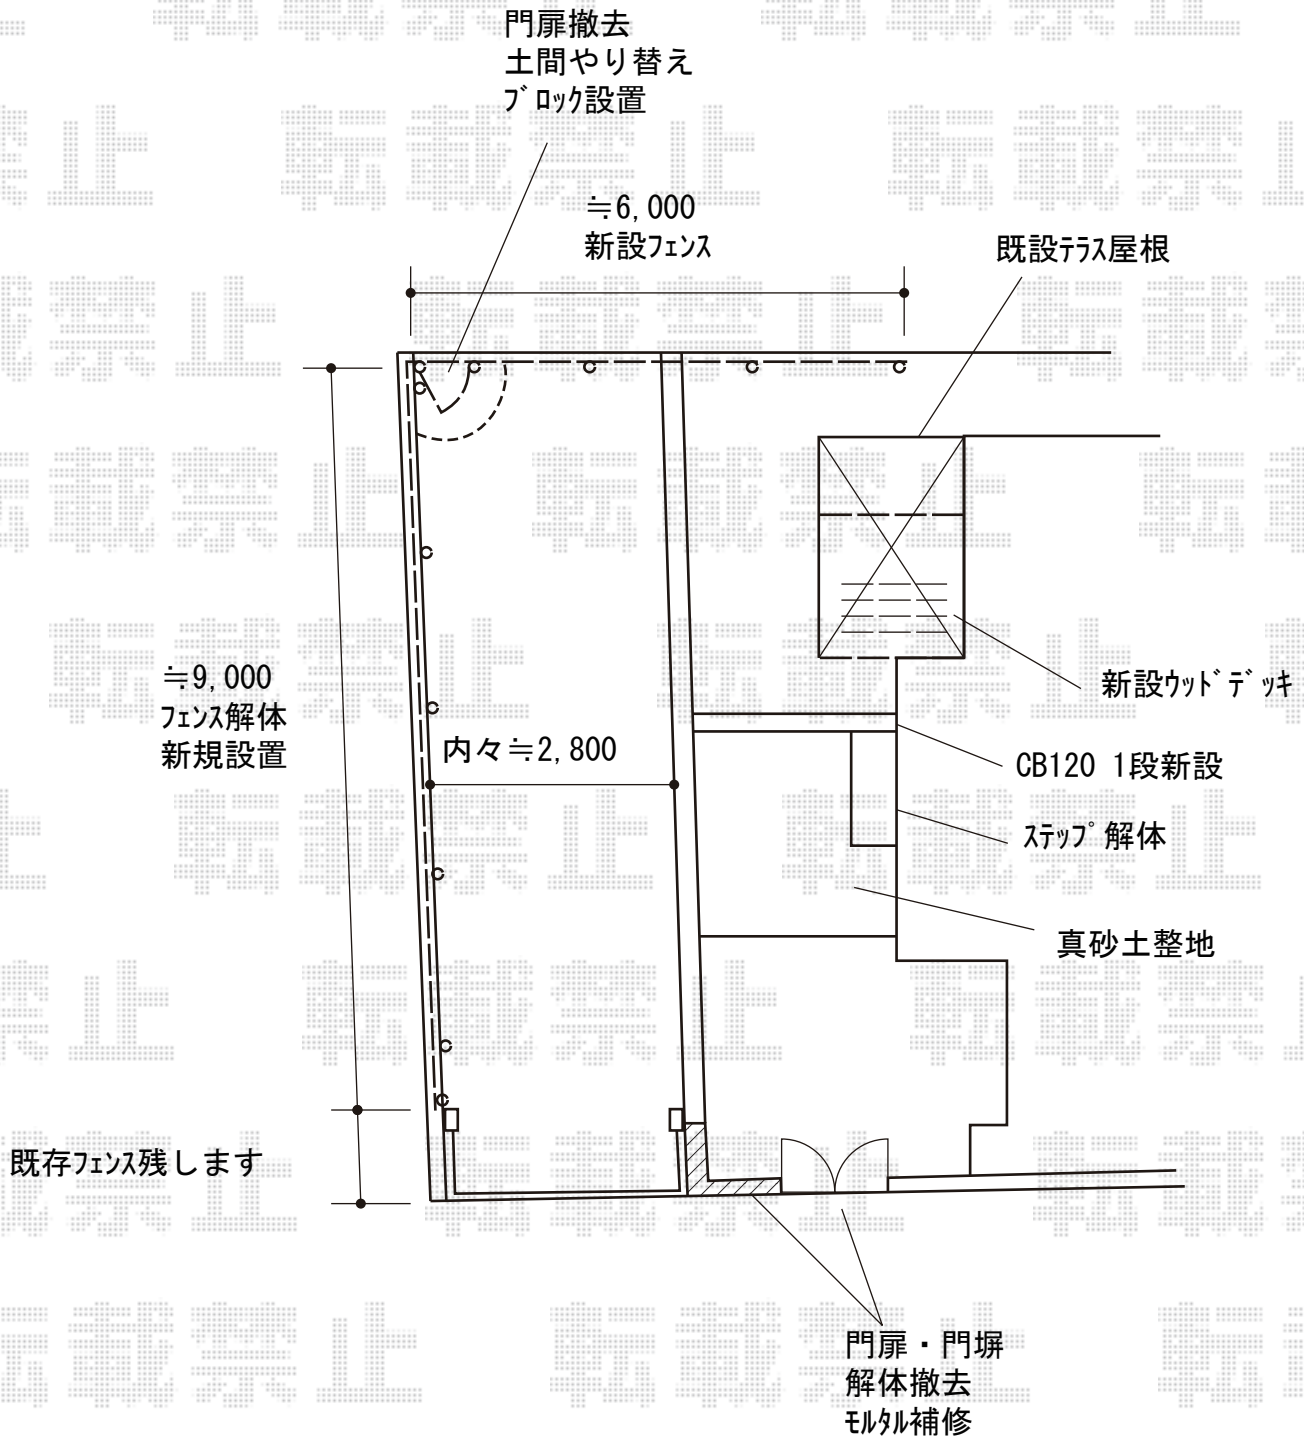 門扉撤去
土間やり替え
ﾌﾞﾛｯｸ設置
≒6,000
新設ﾌｪﾝｽ
既設ﾃﾗｽ屋根
≒9,000
ﾌｪﾝｽ解体
新規設置
内々≒2,800
新設ｳｯﾄﾞﾃﾞｯｷ
CB120 1段新設
ｽﾃｯﾌﾟ解体
真砂土整地
既存ﾌｪﾝｽ残します
門扉・門塀
解体撤去
ﾓﾙﾀﾙ補修
転載禁止